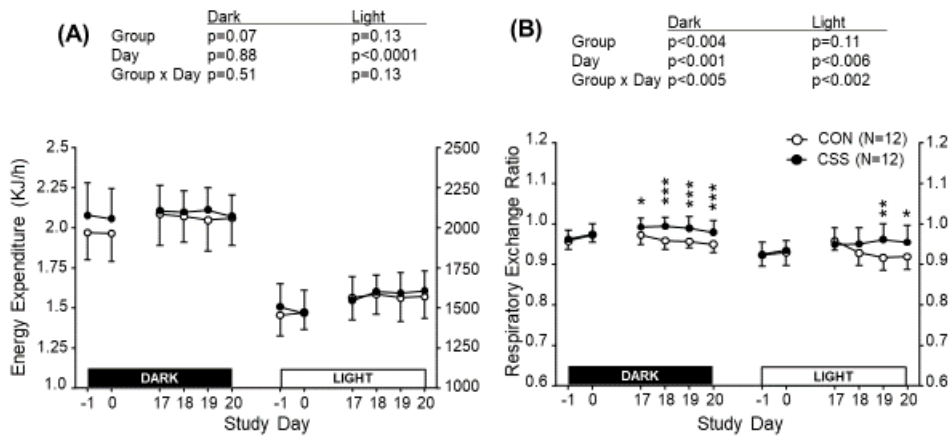 (A)
Dark Light
Group p=0.07 p=0.13
Day p=0.88 p<0.0001
Group x Day p=0.51 p=0.13
Energy Expenditure (KJ/h)
2.5
2.25
2.0
1.75
1.5
1.25
1.0
2500
2250
2000
1750
1500
1250
1000
DARK LIGHT
-1 0 17 18 19 20 -1 0 17 18 19 20
Study Day
(B)
Dark Light
Group p<0.004 p=0.11
Day p<0.001 p<0.006
Group x Day p<0.005 p<0.002
Respiratory Exchange Ratio
1.2
1.1
1.0
0.9
0.8
0.7
0.6
CON (N=12)
CSS (N=12)
* *** *** *** ** *
1.2
1.1
1.0
0.9
0.8
0.7
0.6
DARK LIGHT
-1 0 17 18 19 20 -1 0 17 18 19 20
Study Day